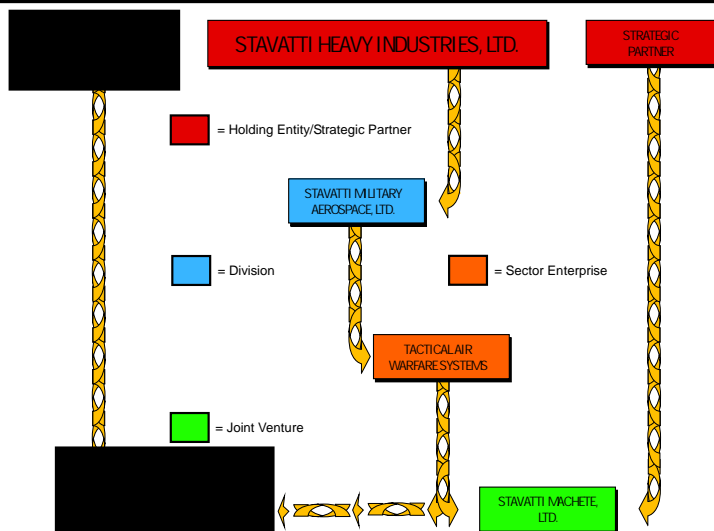 STAVATTI HEAVY INDUSTRIES, LTD.
STRATEGIC
PARTNER
= Holding Entity/Strategic Partner
STAVATTI MILITARY
AEROSPACE, LTD.
= Division
= Sector Enterprise
TACTICAL AIR
WARFARE SYSTEMS
= Joint Venture
STAVATTI MACHETE,
LTD.